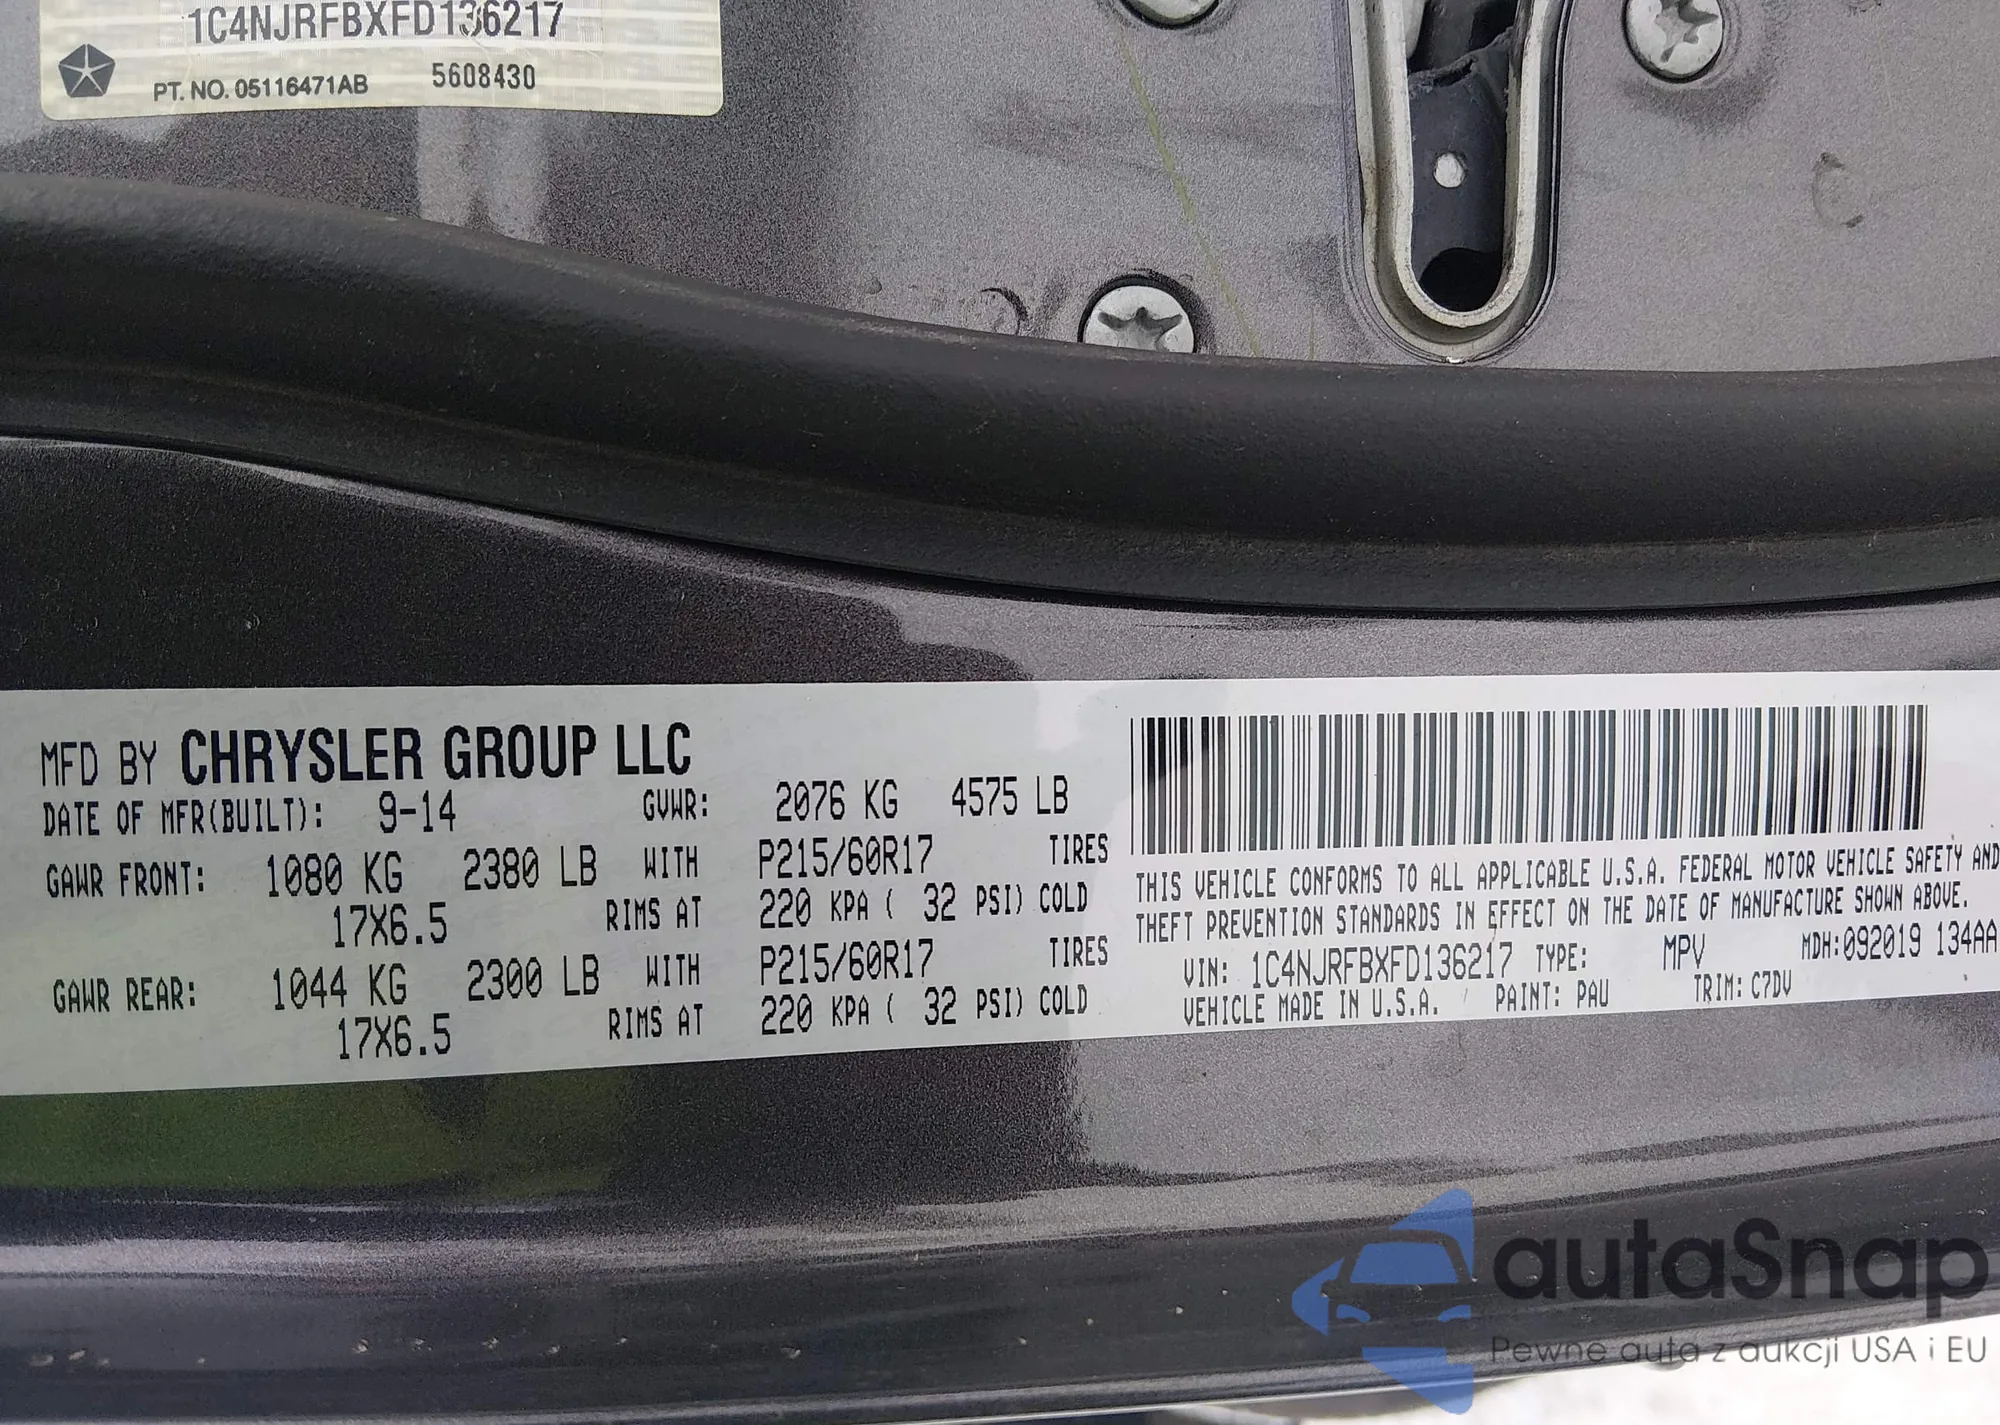 1C4NJRFBXFD136217
PT. NO. 05116471AB 5608430
MFD BY CHRYSLER GROUP LLC
DATE OF MFR(BUILT): 9-14 GVWR: 2076 KG 4575 LB
GAWR FRONT: 1080 KG 2380 LB WITH P215/60R17 TIRES
17X6.5 RIMS AT 220 KPA ( 32 PSI) COLD
GAWR REAR: 1044 KG 2300 LB WITH P215/60R17 TIRES
17X6.5 RIMS AT 220 KPA ( 32 PSI) COLD
THIS VEHICLE CONFORMS TO ALL APPLICABLE U.S.A. FEDERAL MOTOR VEHICLE SAFETY AND
THEFT PREVENTION STANDARDS IN EFFECT ON THE DATE OF MANUFACTURE SHOWN ABOVE.
VIN: 1C4NJRFBXFD136217 TYPE: MPV MDH:092019 134AA
VEHICLE MADE IN U.S.A. PAINT: PAU TRIM: C7DV
autaSnap
Pewne auta z aukcji USA i EU